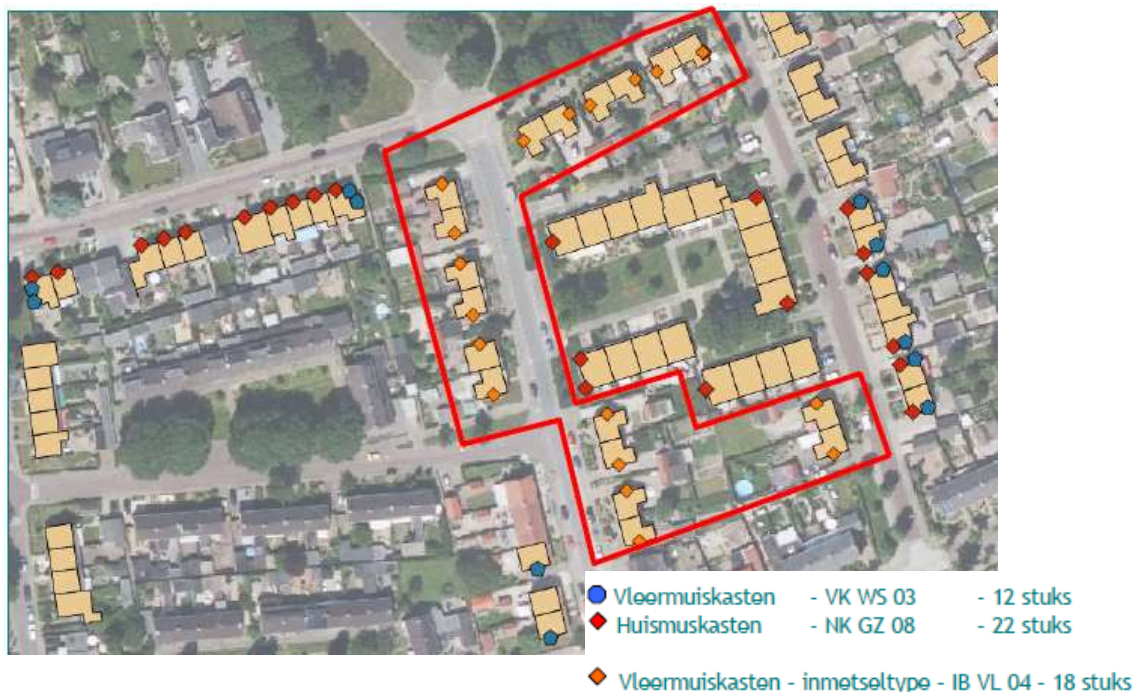 Vleermuiskasten - VK WS 03 - 12 stuks
Huismuskasten - NK GZ 08 - 22 stuks
Vleermuiskasten - inmetseltype - IB VL 04 - 18 stuks